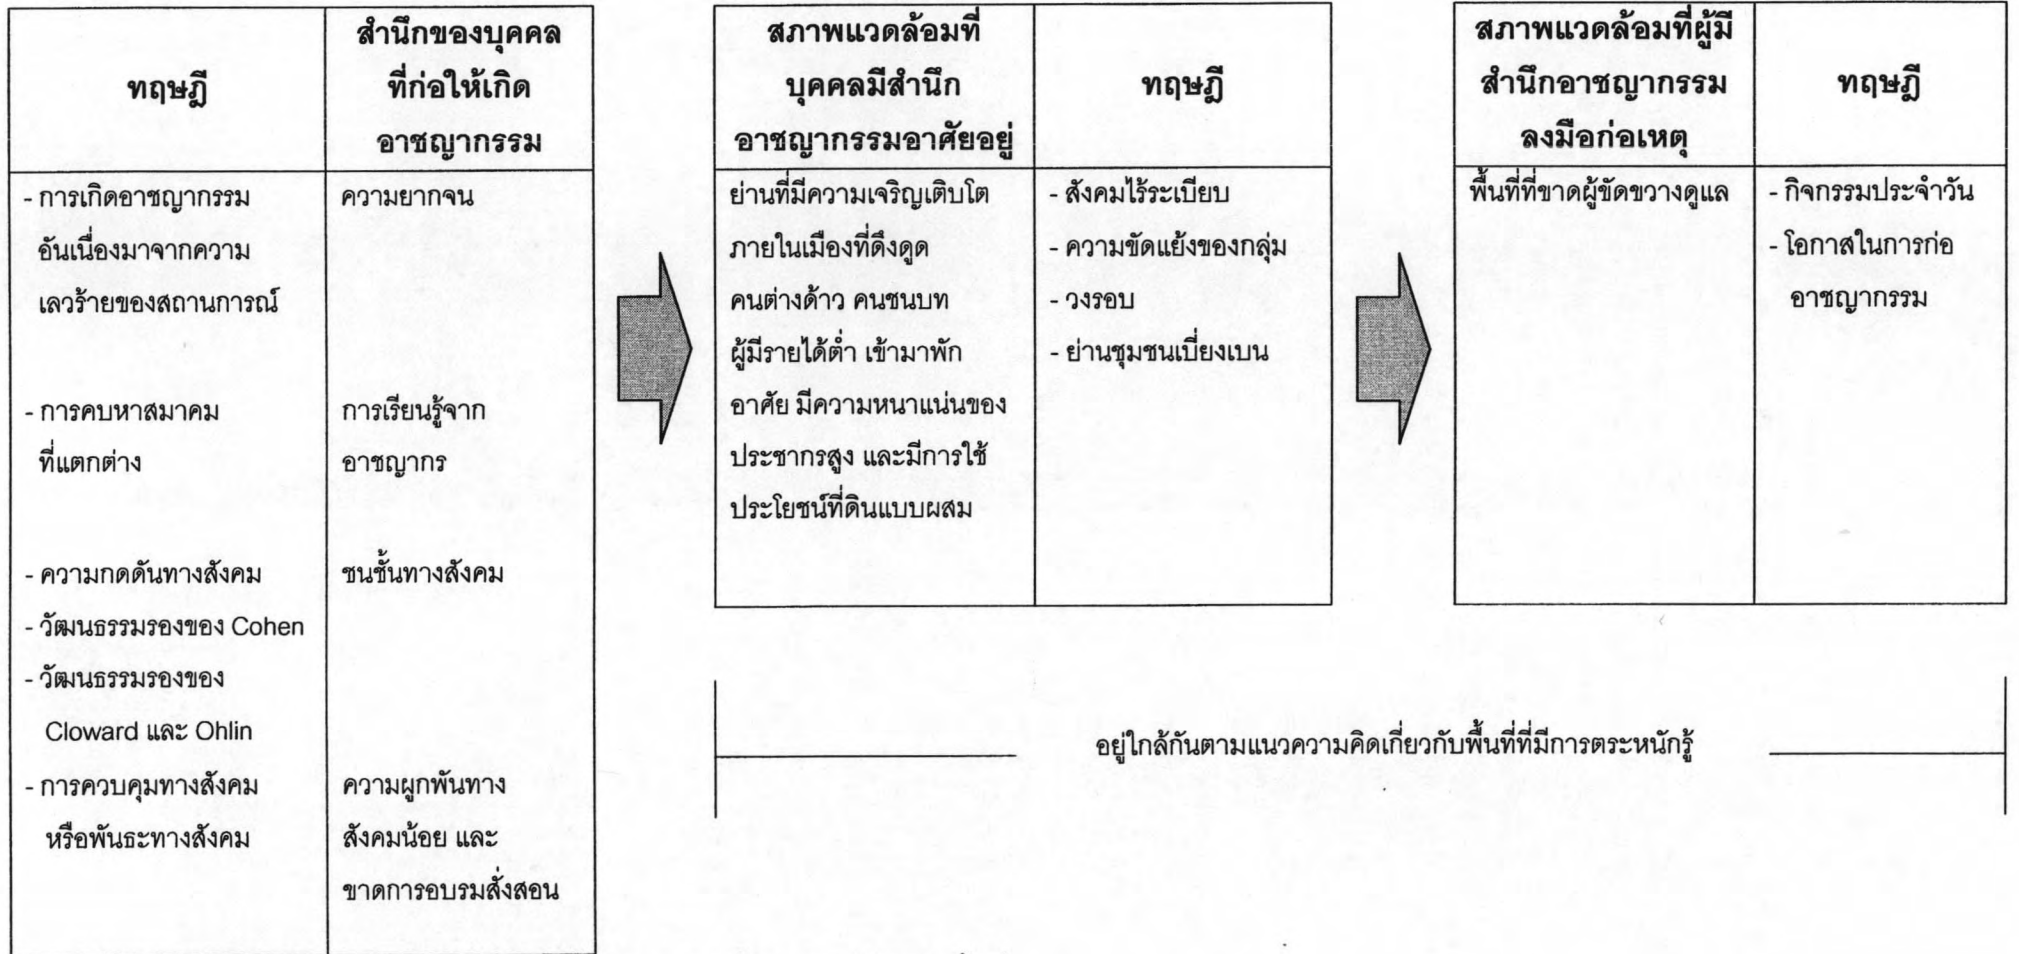 ทฤษฎี
สำนึกของบุคคล
ที่ก่อให้เกิด
อาชญากรรม
- การเกิดอาชญากรรม
อันเนื่องมาจากความ
เลวร้ายของสถานการณ์
ความยากจน
- การคบหาสมาคม
ที่แตกต่าง
การเรียนรู้จาก
อาชญากร
- ความกดดันทางสังคม
- วัฒนธรรมรองของ Cohen
- วัฒนธรรมรองของ
Cloward และ Ohlin
ชนชั้นทางสังคม
- การควบคุมทางสังคม
หรือพันธะทางสังคม
ความผูกพันทาง
สังคมน้อย และ
ขาดการอบรมสั่งสอน
สภาพแวดล้อมที่
บุคคลมีสำนึก
อาชญากรรมอาศัยอยู่
ทฤษฎี
ย่านที่มีความเจริญเติบโต
ภายในเมืองที่ดึงดูด
คนต่างด้าว คนชนบท
ผู้มีรายได้ต่ำ เข้ามาพัก
อาศัย มีความหนาแน่นของ
ประชากรสูง และมีการใช้
ประโยชน์ที่ดินแบบผสม
- สังคมไร้ระเบียบ
- ความขัดแย้งของกลุ่ม
- วงรอบ
- ย่านชุมชนเบี่ยงเบน
สภาพแวดล้อมที่ผู้มี
สำนึกอาชญากรรม
ลงมือก่อเหตุ
ทฤษฎี
พื้นที่ที่ขาดผู้ขัดขวางดูแล
- กิจกรรมประจำวัน
- โอกาสในการก่อ
อาชญากรรม
อยู่ใกล้กันตามแนวความคิดเกี่ยวกับพื้นที่ที่มีการตระหนักรู้